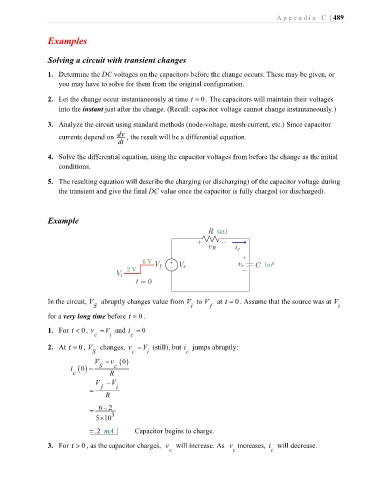 Appendix C | 489
Examples
Solving a circuit with transient changes
1. Determine the DC voltages on the capacitors before the change occurs. These may be given, or
you may have to solve for them from the original configuration.
2. Let the change occur instantaneously at time t = 0. The capacitors will maintain their voltages
into the instant just after the change. (Recall: capacitor voltage cannot change instantaneously.)
3. Analyze the circuit using standard methods (node-voltage, mesh-current, etc.) Since capacitor
currents depend on dv/dt, the result will be a differential equation.
4. Solve the differential equation, using the capacitor voltages from before the change as the initial
conditions.
5. The resulting equation will describe the charging (or discharging) of the capacitor voltage during
the transient and give the final DC value once the capacitor is fully charged (or discharged).
Example
R
+ v_R − i_c
6 V V_f + V_s
+ v_c − C 1μF
V_i 2 V
t = 0
In the circuit, V_S abruptly changes value from V_i to V_f at t = 0. Assume that the source was at V_i
for a very long time before t = 0.
1. For t < 0, v_c = V_i and i_c = 0
2. At t = 0, V_S changes, v_c = V_i (still), but i_c jumps abruptly:
i_c(0) = (V_S − v_c(0))/R
= (V_f − V_i)/R
= (6 − 2)/(5×10^3)
= .2 mA | Capacitor begins to charge.
3. For t > 0, as the capacitor charges, v_c will increase. As v_c increases, i_c will decrease.